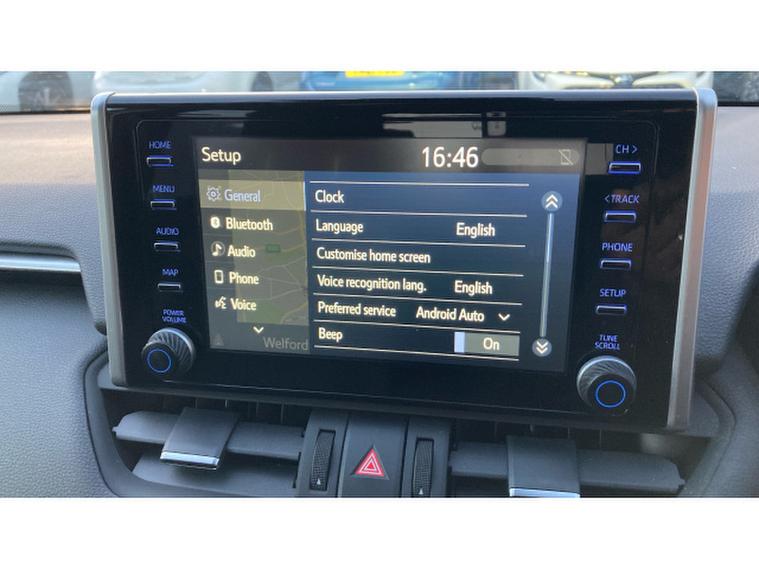 HOME
MENU
AUDIO
MAP
POWER
VOLUME
Setup
16:46
General
Bluetooth
Audio
Phone
Voice
Welford
Clock
Language English
Customise home screen
Voice recognition lang. English
Preferred service Android Auto
Beep On
CH >
< TRACK
PHONE
SETUP
TUNE
SCROLL